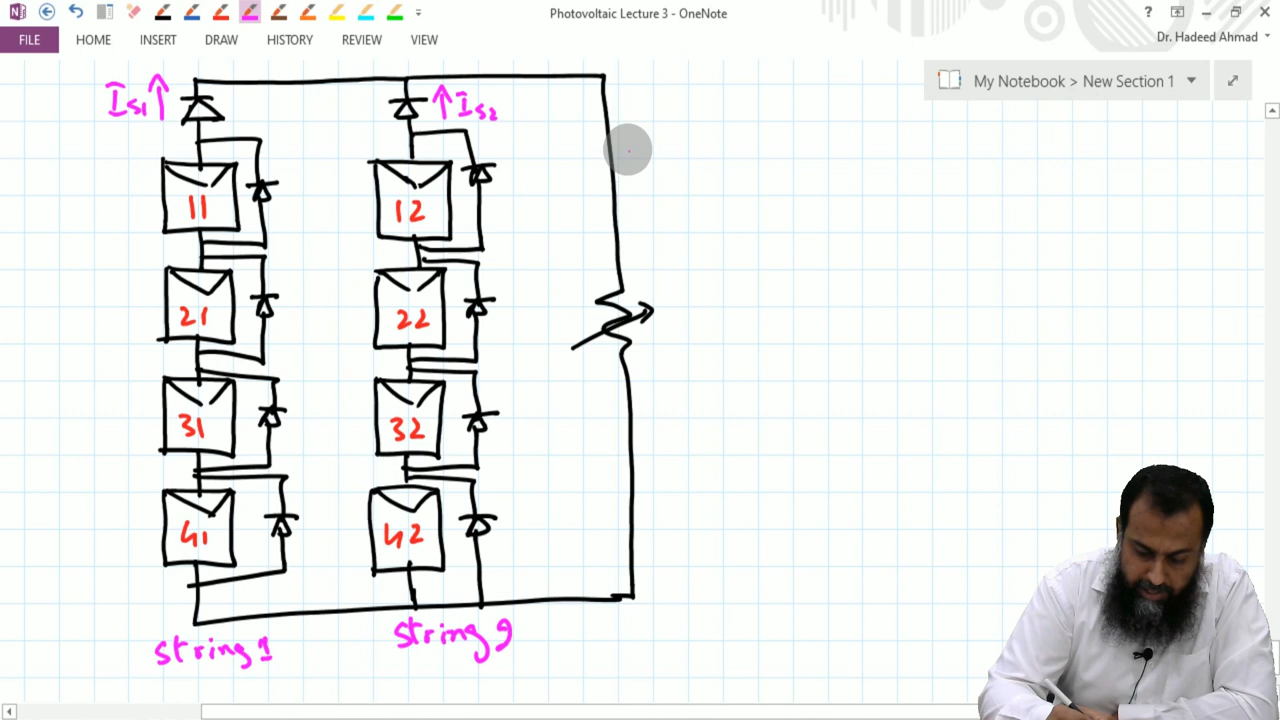 Photovoltaic Lecture 3 - OneNote
?
FILE HOME INSERT DRAW HISTORY REVIEW VIEW
Dr. Hadeed Ahmad
My Notebook > New Section 1
Is1
Is2
11
12
21
22
31
32
41
42
string 1
string 2